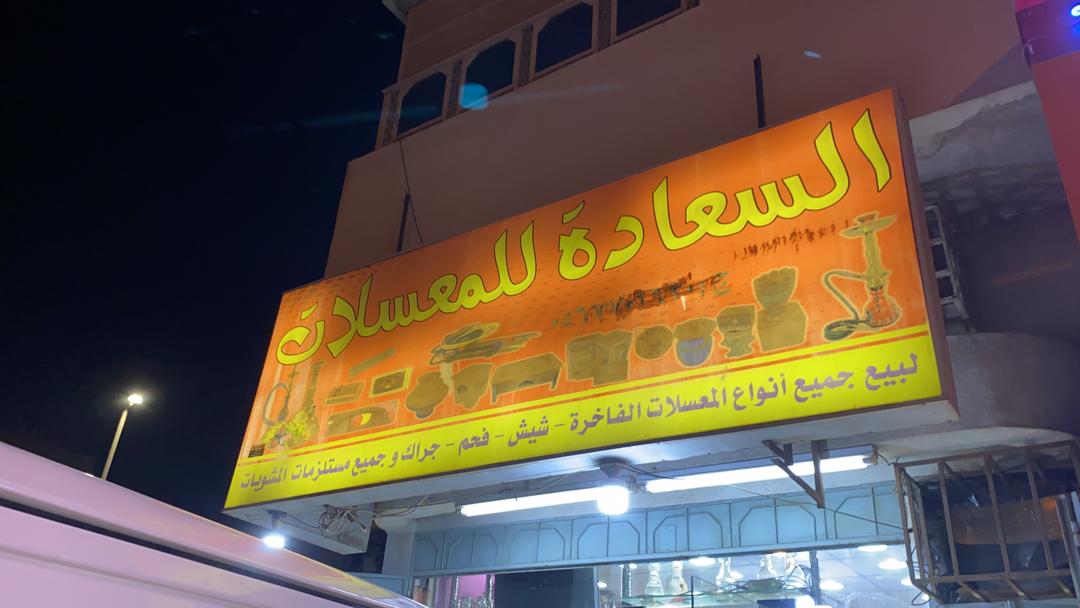 السعادة للمعسلات
لبيع جميع أنواع المعسلات الفاخرة - شيش - فحم - جراك و جميع مستلزمات المشويات